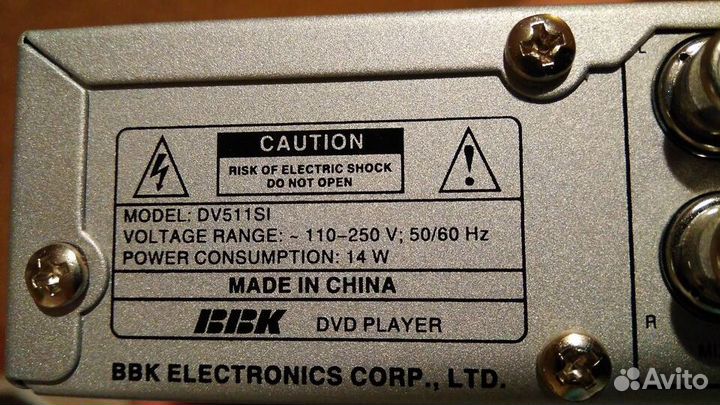 CAUTION
RISK OF ELECTRIC SHOCK
DO NOT OPEN
MODEL: DV511SI
VOLTAGE RANGE: ~ 110–250 V; 50/60 Hz
POWER CONSUMPTION: 14 W
MADE IN CHINA
BBK DVD PLAYER
BBK ELECTRONICS CORP., LTD.
L
R
Avito